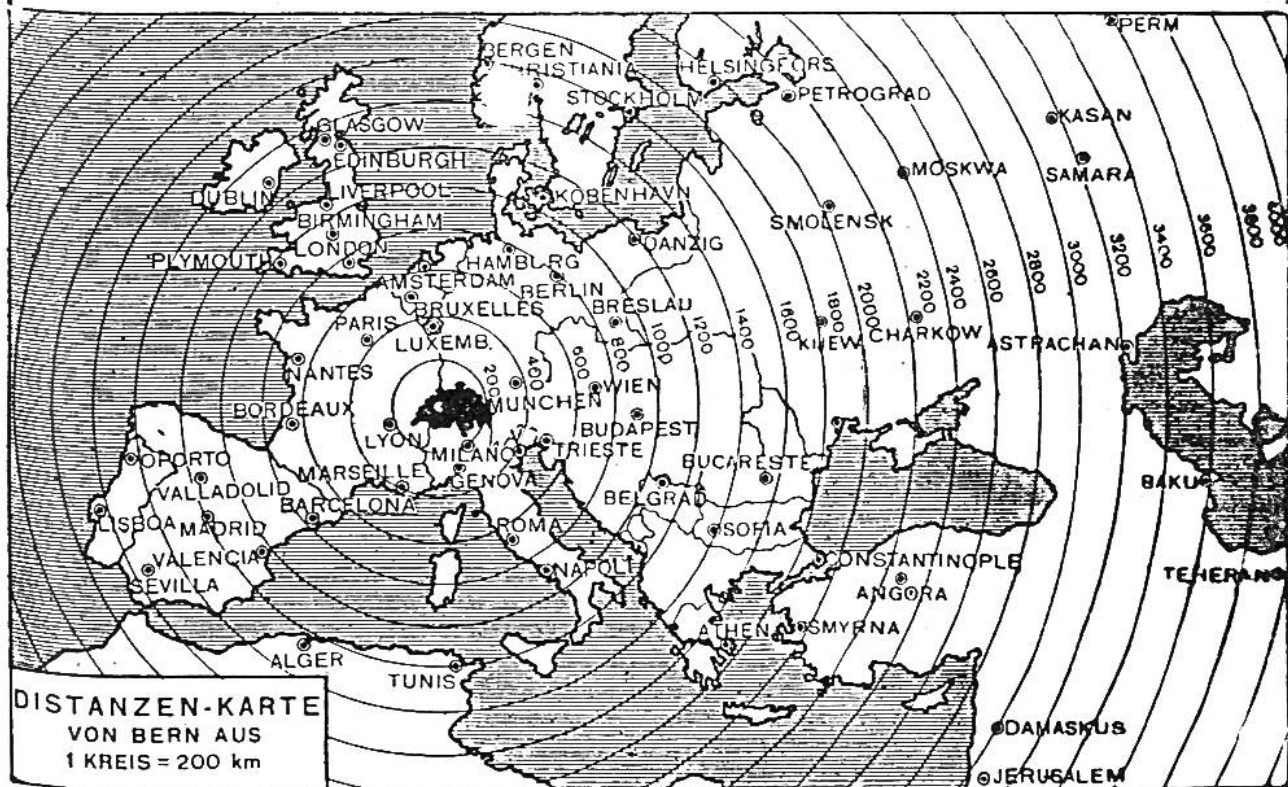 PERM
BERGEN
CHRISTIANIA
HELSINGFORS
STOCKHOLM
PETROGRAD
KASAN
GLASGOW
EDINBURGH
MOSKWA
SAMARA
DUBLIN
LIVERPOOL
KÖBENHAVN
BIRMINGHAM
SMOLENSK
LONDON
DANZIG
PLYMOUTH
HAMBURG
AMSTERDAM
BERLIN
BRUXELLES
BRESLAU
PARIS
LUXEMB.
KIJEW
CHARKOW
ASTRACHAN
200
400
600
800
1000
1200
1400
1600
1800
2000
2200
2400
2600
2800
3000
3200
3400
3600
3800
NANTES
WIEN
BORDEAUX
MÜNCHEN
LYON
BUDAPEST
MILANO
TRIESTE
OPORTO
MARSEILLE
GENOVA
BUCARESTE
VALLADOLID
BARCELONA
BELGRAD
BAKU
LISBOA
MADRID
ROMA
SOFIA
VALENCIA
NAPOLI
CONSTANTINOPLE
TEHERAN
SEVILLA
ANGORA
ATHEN
SMYRNA
ALGER
TUNIS
DISTANZEN-KARTE
VON BERN AUS
1 KREIS = 200 km
DAMASKUS
JERUSALEM